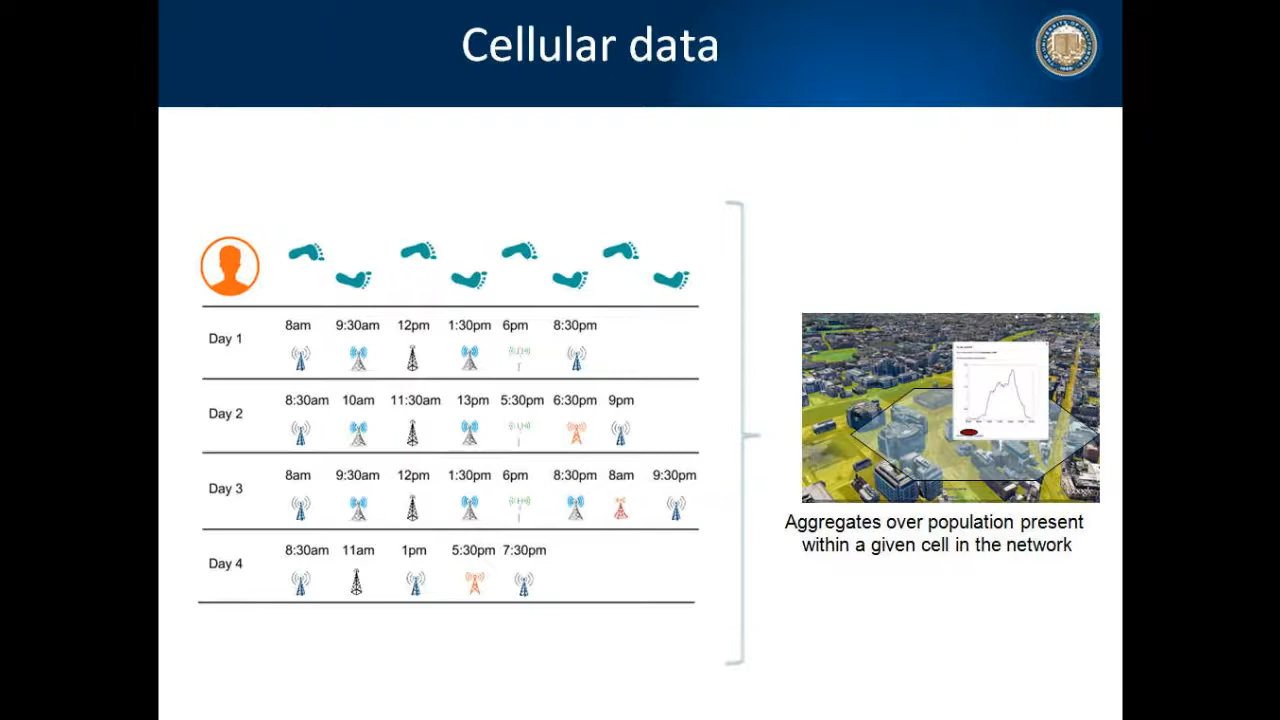 Cellular data
8am 9:30am 12pm 1:30pm 6pm 8:30pm
Day 1
8:30am 10am 11:30am 13pm 5:30pm 6:30pm 9pm
Day 2
8am 9:30am 12pm 1:30pm 6pm 8:30pm 8am 9:30pm
Day 3
8:30am 11am 1pm 5:30pm 7:30pm
Day 4
Google
Aggregates over population present
within a given cell in the network